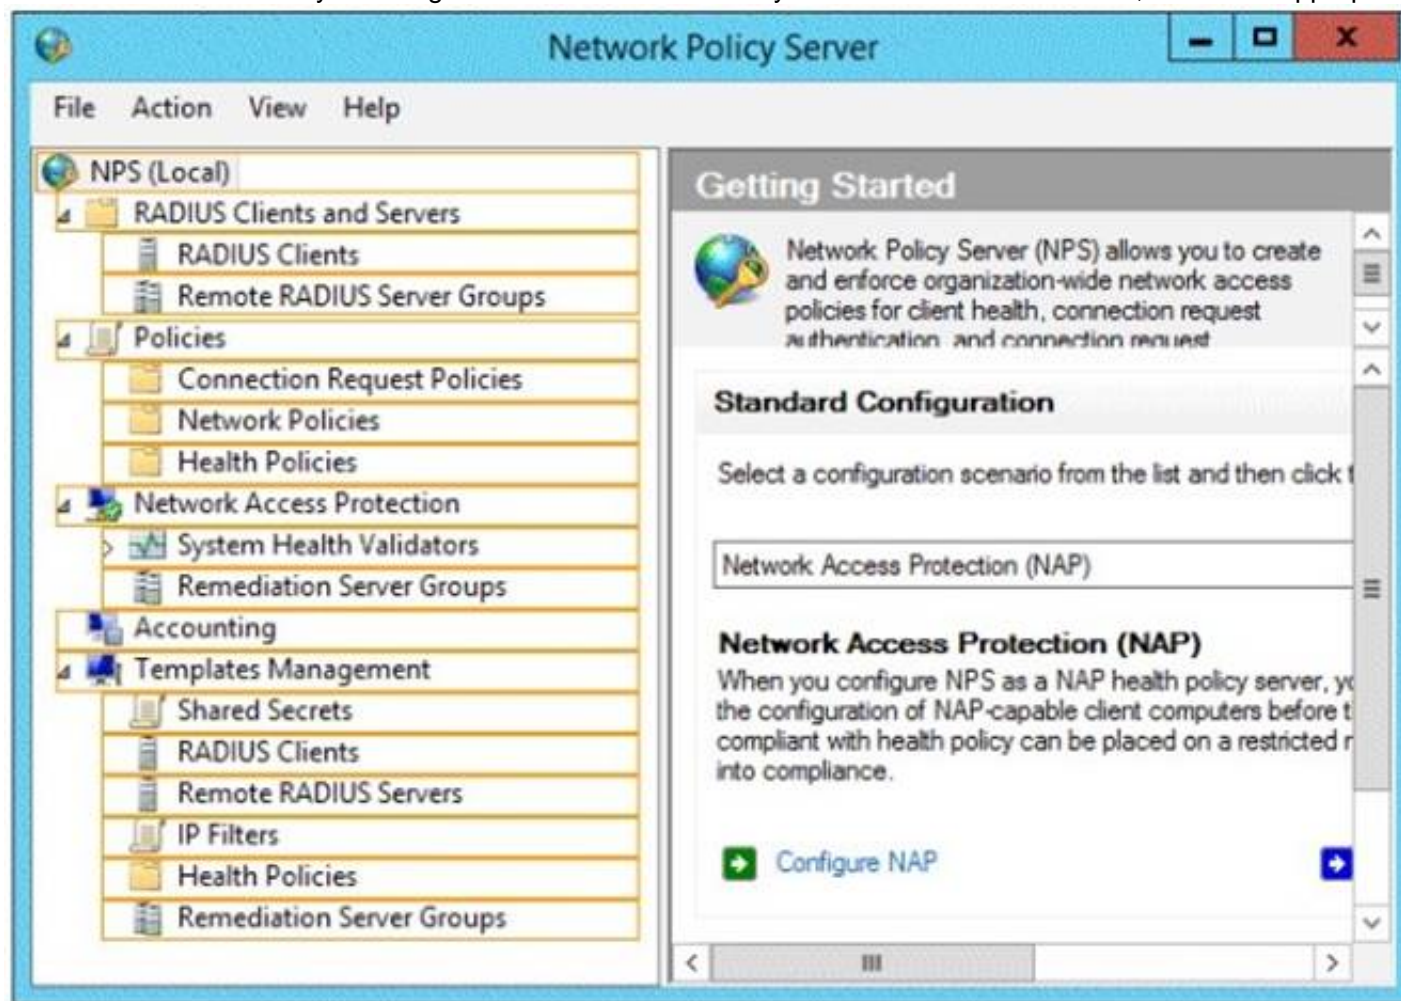 Network Policy Server
File Action View Help
NPS (Local)
RADIUS Clients and Servers
RADIUS Clients
Remote RADIUS Server Groups
Policies
Connection Request Policies
Network Policies
Health Policies
Network Access Protection
System Health Validators
Remediation Server Groups
Accounting
Templates Management
Shared Secrets
RADIUS Clients
Remote RADIUS Servers
IP Filters
Health Policies
Remediation Server Groups
Getting Started
Network Policy Server (NPS) allows you to create
and enforce organization-wide network access
policies for client health, connection request
authentication, and connection request
Standard Configuration
Select a configuration scenario from the list and then click
Network Access Protection (NAP)
Network Access Protection (NAP)
When you configure NPS as a NAP health policy server,
the configuration of NAP-capable client computers before
compliant with health policy can be placed on a restricted
into compliance.
Configure NAP